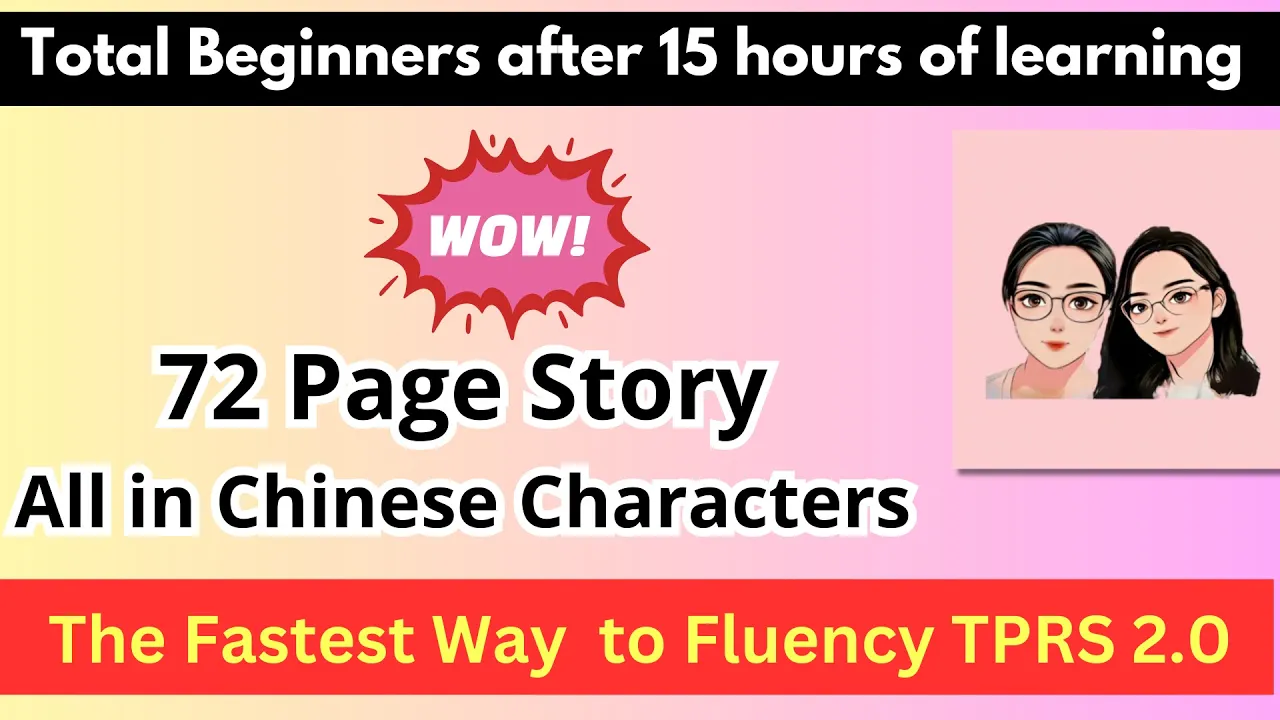 Total Beginners after 15 hours of learning
WOW!
72 Page Story
All in Chinese Characters
The Fastest Way to Fluency TPRS 2.0